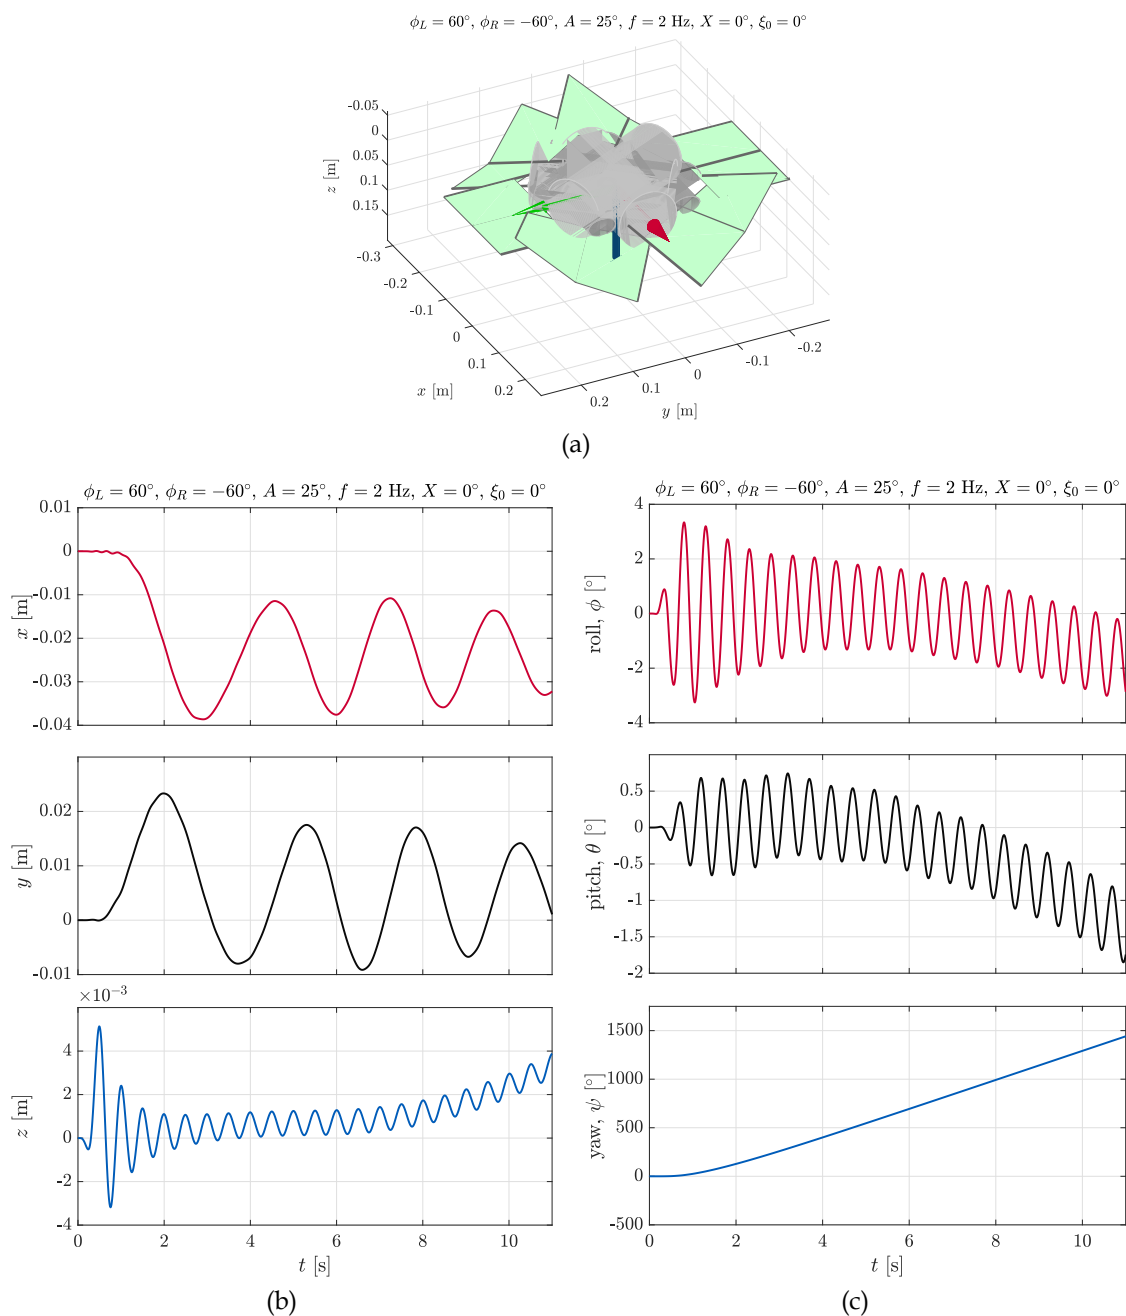 ϕ_L = 60°, ϕ_R = −60°, A = 25°, f = 2 Hz, X = 0°, ξ_0 = 0°
-0.05
0
0.05
0.1
0.15
z [m]
-0.3
-0.2
-0.1
0
0.1
0.2
x [m]
0.2
0.1
0
-0.1
-0.2
y [m]
(a)
ϕ_L = 60°, ϕ_R = −60°, A = 25°, f = 2 Hz, X = 0°, ξ_0 = 0°
0.01
0
-0.01
-0.02
-0.03
-0.04
x [m]
0.02
0.01
0
-0.01
y [m]
×10⁻³
4
2
0
-2
-4
z [m]
0 2 4 6 8 10
t [s]
(b)
ϕ_L = 60°, ϕ_R = −60°, A = 25°, f = 2 Hz, X = 0°, ξ_0 = 0°
4
2
0
-2
-4
roll, ϕ [°]
0.5
0
-0.5
-1
-1.5
-2
pitch, θ [°]
1500
1000
500
0
-500
yaw, ψ [°]
0 2 4 6 8 10
t [s]
(c)